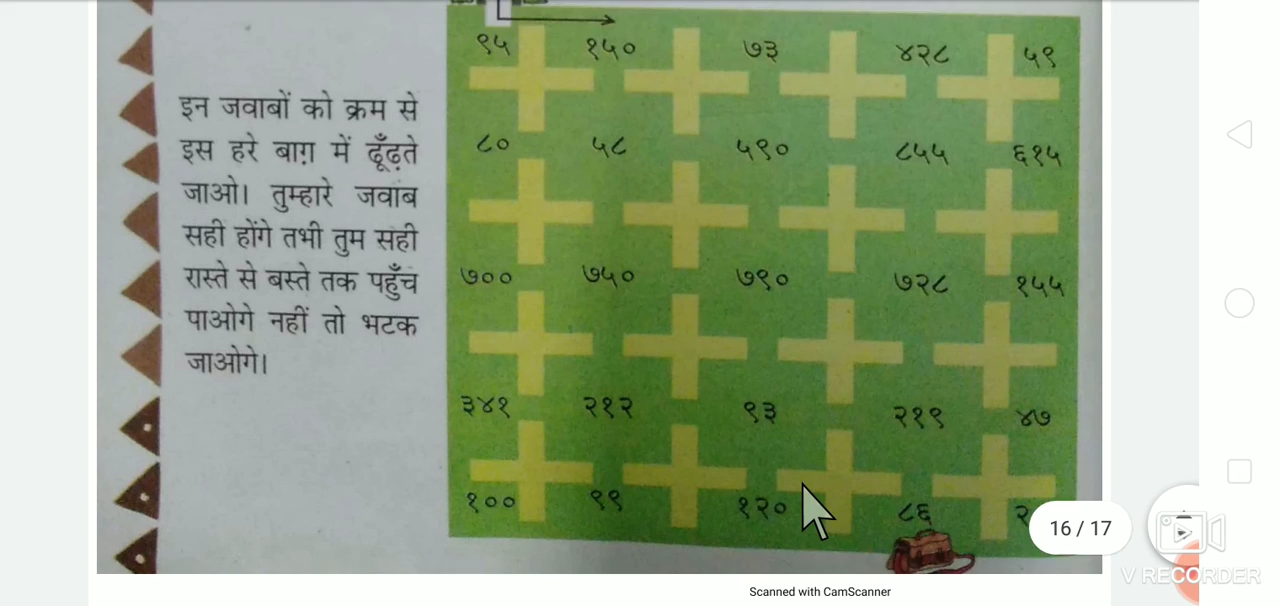 ९५ १५० ७३ ४२८ ५९
इन जवाबों को क्रम से
इस हरे बाग़ में ढूँढ़ते
जाओ। तुम्हारे जवाब
सही होंगे तभी तुम सही
रास्ते से बस्ते तक पहुँच
पाओगे नहीं तो भटक
जाओगे।
८० ५८ ५९० ८५५ ६१५
७०० ७५० ७९० ७२८ १५५
३४१ २१२ ९३ २१९ ४७
१०० ९९ १२० ८६
16 / 17
V RECORDER
Scanned with CamScanner